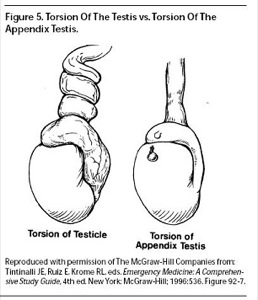 Figure 5. Torsion Of The Testis vs. Torsion Of The
Appendix Testis.
Torsion of Testicle
Torsion of
Appendix Testis
Reproduced with permission of The McGraw-Hill Companies from:
Tintinalli JE, Ruiz E, Krome RL. eds. Emergency Medicine: A Comprehen-
sive Study Guide, 4th ed. New York: McGraw-Hill; 1996:536. Figure 92-7.